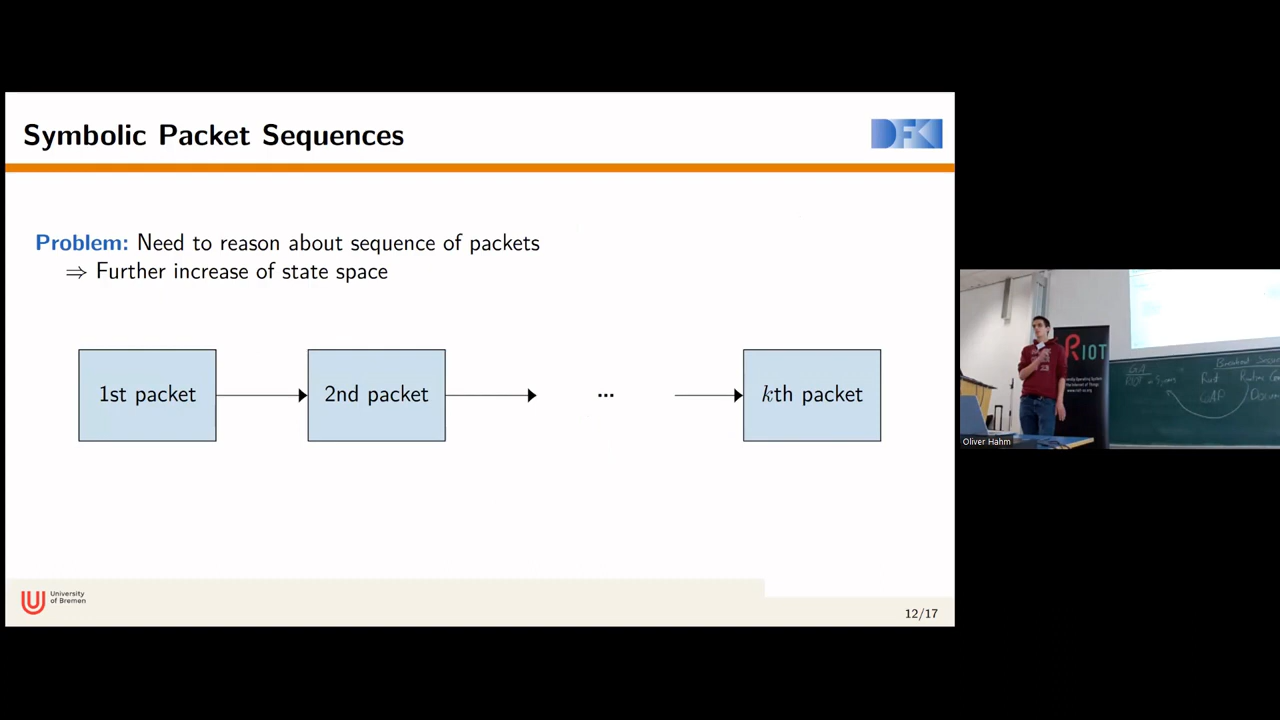 Symbolic Packet Sequences
DFKI
Problem: Need to reason about sequence of packets
⇒ Further increase of state space
1st packet
2nd packet
...
kth packet
University
of Bremen
12/17
RIOT
Oliver Hahm